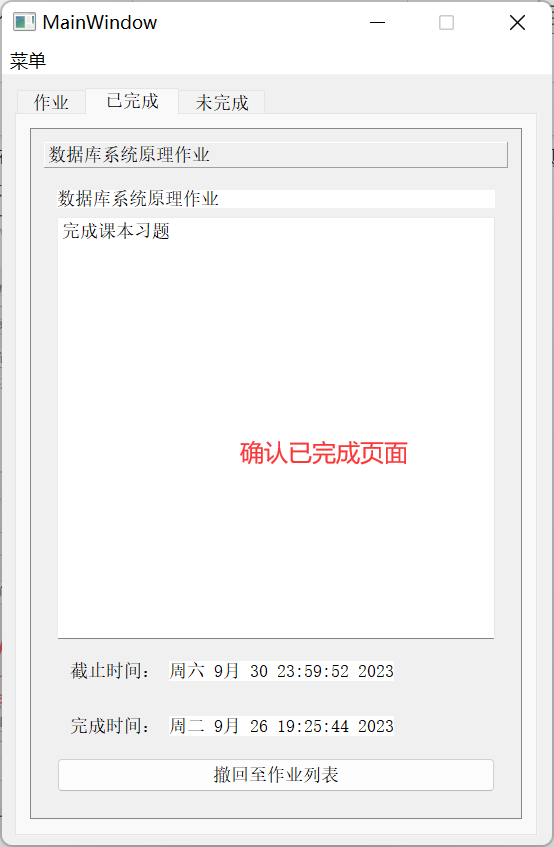 MainWindow
菜单
作业 已完成 未完成
数据库系统原理作业
数据库系统原理作业
完成课本习题
确认已完成页面
截止时间： 周六 9月 30 23:59:52 2023
完成时间： 周二 9月 26 19:25:44 2023
撤回至作业列表